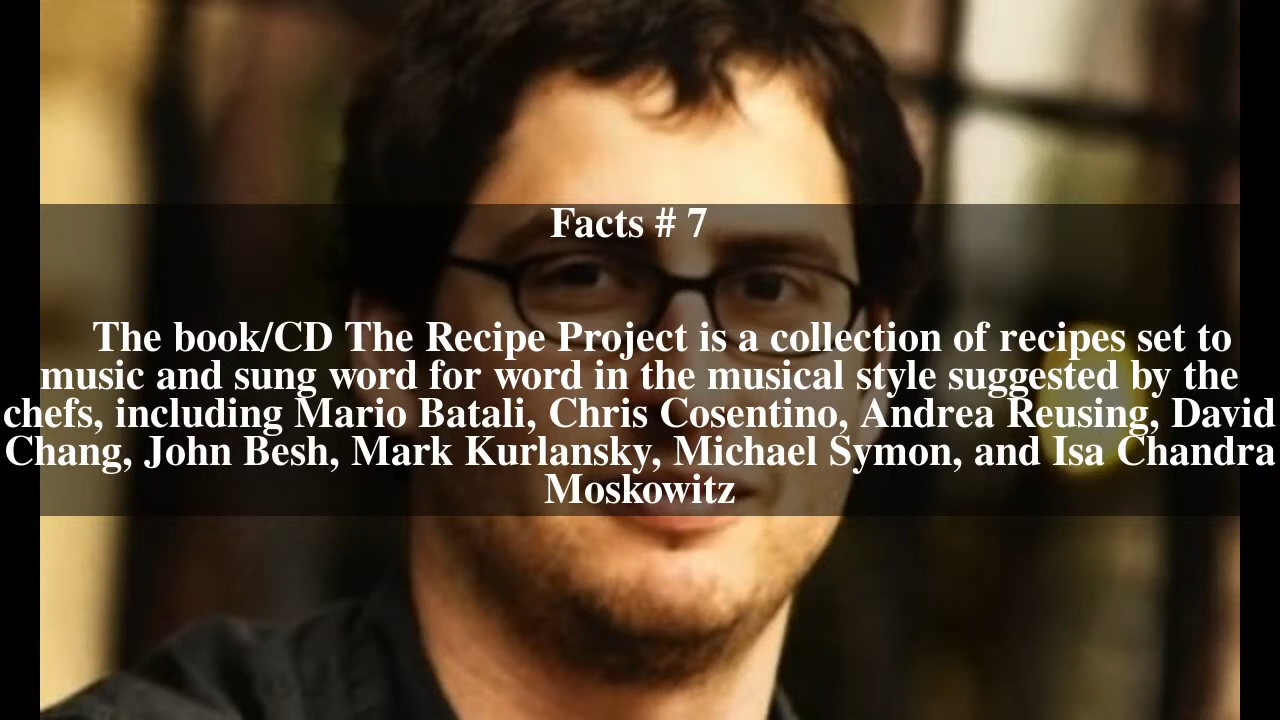 Facts # 7
The book/CD The Recipe Project is a collection of recipes set to
music and sung word for word in the musical style suggested by the
chefs, including Mario Batali, Chris Cosentino, Andrea Reusing, David
Chang, John Besh, Mark Kurlansky, Michael Symon, and Isa Chandra
Moskowitz